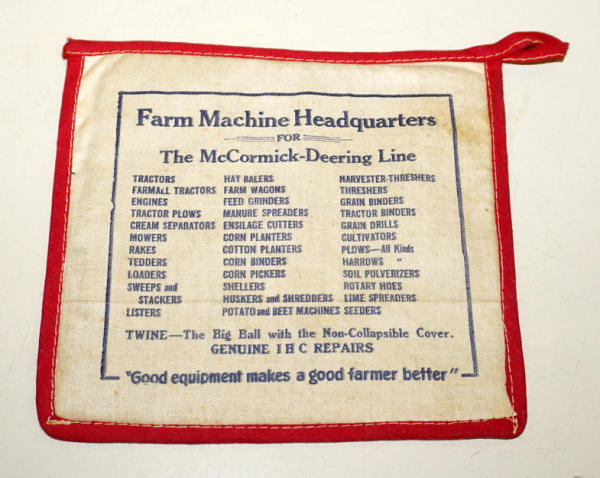 Farm Machine Headquarters
FOR
The McCormick-Deering Line
TRACTORS HAY BALERS HARVESTER-THRESHERS
FARMALL TRACTORS FARM WAGONS THRESHERS
ENGINES FEED GRINDERS GRAIN BINDERS
TRACTOR PLOWS MANURE SPREADERS TRACTOR BINDERS
CREAM SEPARATORS ENSILAGE CUTTERS GRAIN DRILLS
MOWERS CORN PLANTERS CULTIVATORS
RAKES COTTON PLANTERS PLOWS—All Kinds
TEDDERS CORN BINDERS HARROWS "
LOADERS CORN PICKERS SOIL PULVERIZERS
SWEEPS and SHELLERS ROTARY HOES
STACKERS HUSKERS and SHREDDERS LIME SPREADERS
LISTERS POTATO and BEET MACHINES SEEDERS
TWINE—The Big Ball with the Non-Collapsible Cover.
GENUINE I H C REPAIRS
"Good equipment makes a good farmer better"